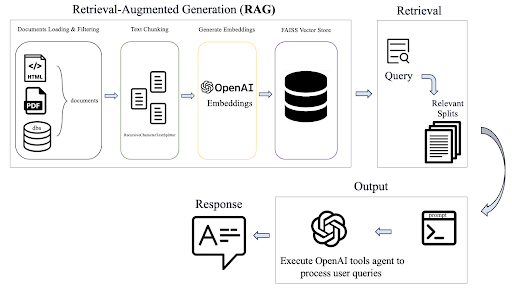 Retrieval-Augmented Generation (RAG)
Documents Loading & Filtering
HTML
PDF
dbs
documents
Text Chunking
RecursiveCharacterTextSplitter
Generate Embeddings
OpenAI
Embeddings
FAISS Vector Store
Retrieval
Query
Relevant
Splits
Output
prompt
Execute OpenAI tools agent to
process user queries
Response
A